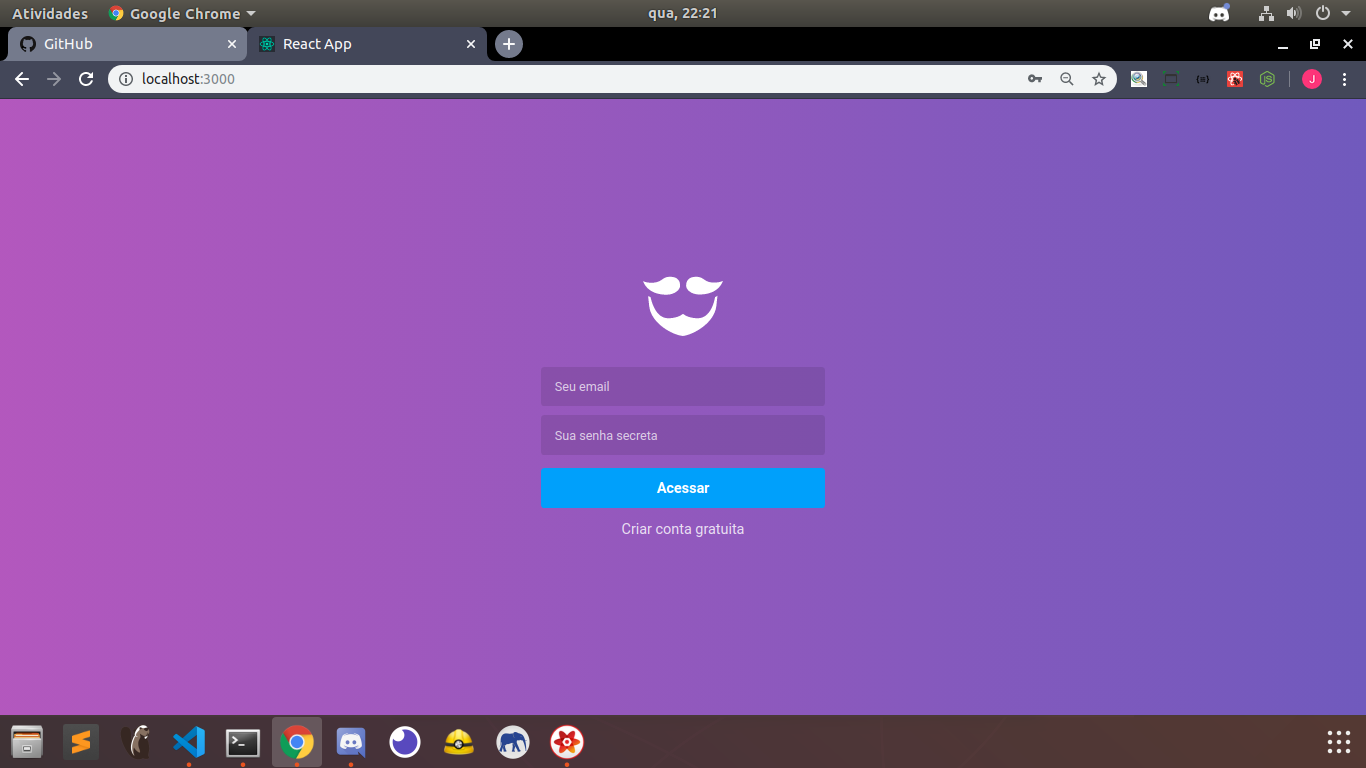 Atividades Google Chrome qua, 22:21
GitHub React App
localhost:3000 J
Seu email
Sua senha secreta
Acessar
Criar conta gratuita